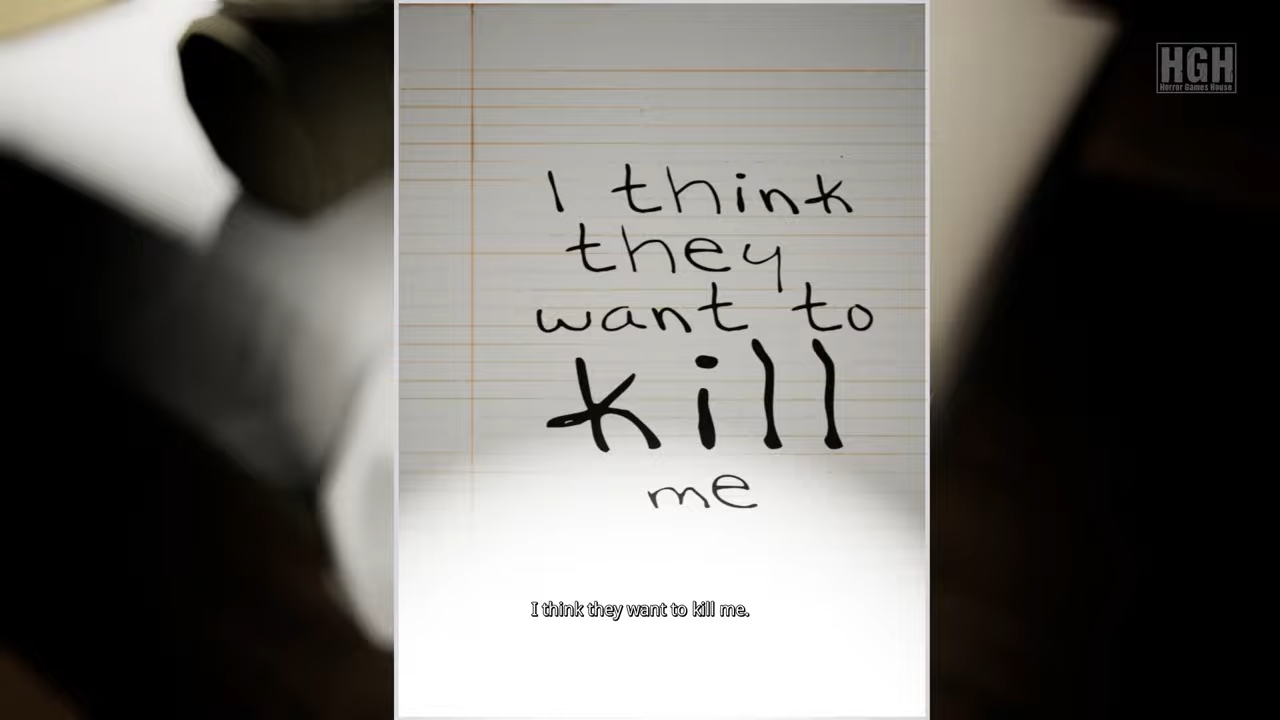 HGH
Horror Games House
I think
they
want to
kill
me
I think they want to kill me.